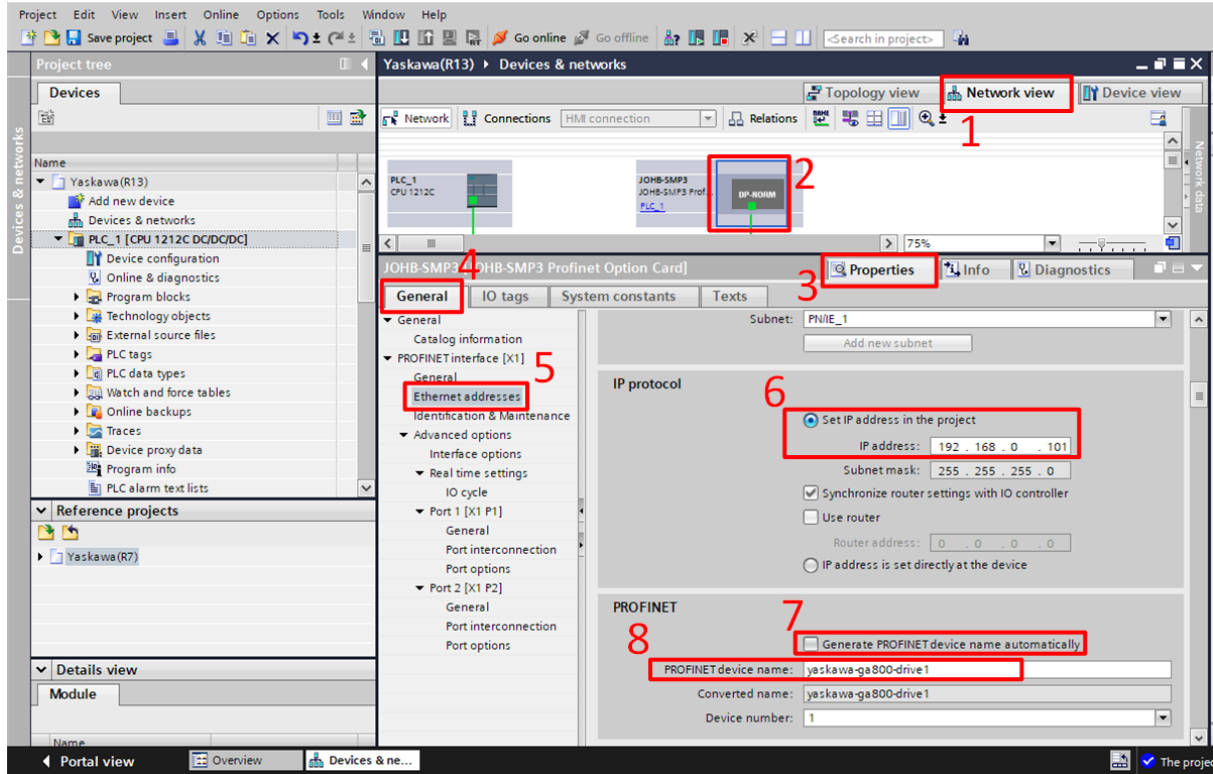 Project Edit View Insert Online Options Tools Window Help
Save project Go online Go offline <Search in project>
Project tree
Yaskawa(R13) Devices & networks
Devices
Topology view Network view Device view
1
Network Connections HMI connection Relations
Name
Yaskawa(R13)
Add new device
Devices & networks
PLC_1 [CPU 1212C DC/DC/DC]
Device configuration
Online & diagnostics
Program blocks
Technology objects
External source files
PLC tags
PLC data types
Watch and force tables
Online backups
Traces
Device proxy data
Program info
PLC alarm text lists
Reference projects
Yaskawa(R7)
Details view
Module
Name
Devices & networks
PLC_1
CPU 1212C
JOHB-SMP3
JOHB-SMP3 Prof...
PLC_1
DP-NORM
2
75%
Network data
JOHB-SMP3 [JOHB-SMP3 Profinet Option Card]
4
3
Properties Info Diagnostics
General IO tags System constants Texts
General
Catalog information
PROFINET interface [X1]
General
5
Ethernet addresses
Identification & Maintenance
Advanced options
Interface options
Real time settings
IO cycle
Port 1 [X1 P1]
General
Port interconnection
Port options
Port 2 [X1 P2]
General
Port interconnection
Port options
Subnet: PN/IE_1
Add new subnet
IP protocol
6
Set IP address in the project
IP address: 192 . 168 . 0 . 101
Subnet mask: 255 . 255 . 255 . 0
Synchronize router settings with IO controller
Use router
Router address: 0 . 0 . 0 . 0
IP address is set directly at the device
PROFINET
7
8
Generate PROFINET device name automatically
PROFINET device name: yaskawa-ga800-drive1
Converted name: yaskawa-ga800-drive1
Device number: 1
Portal view Overview Devices & ne... The projec